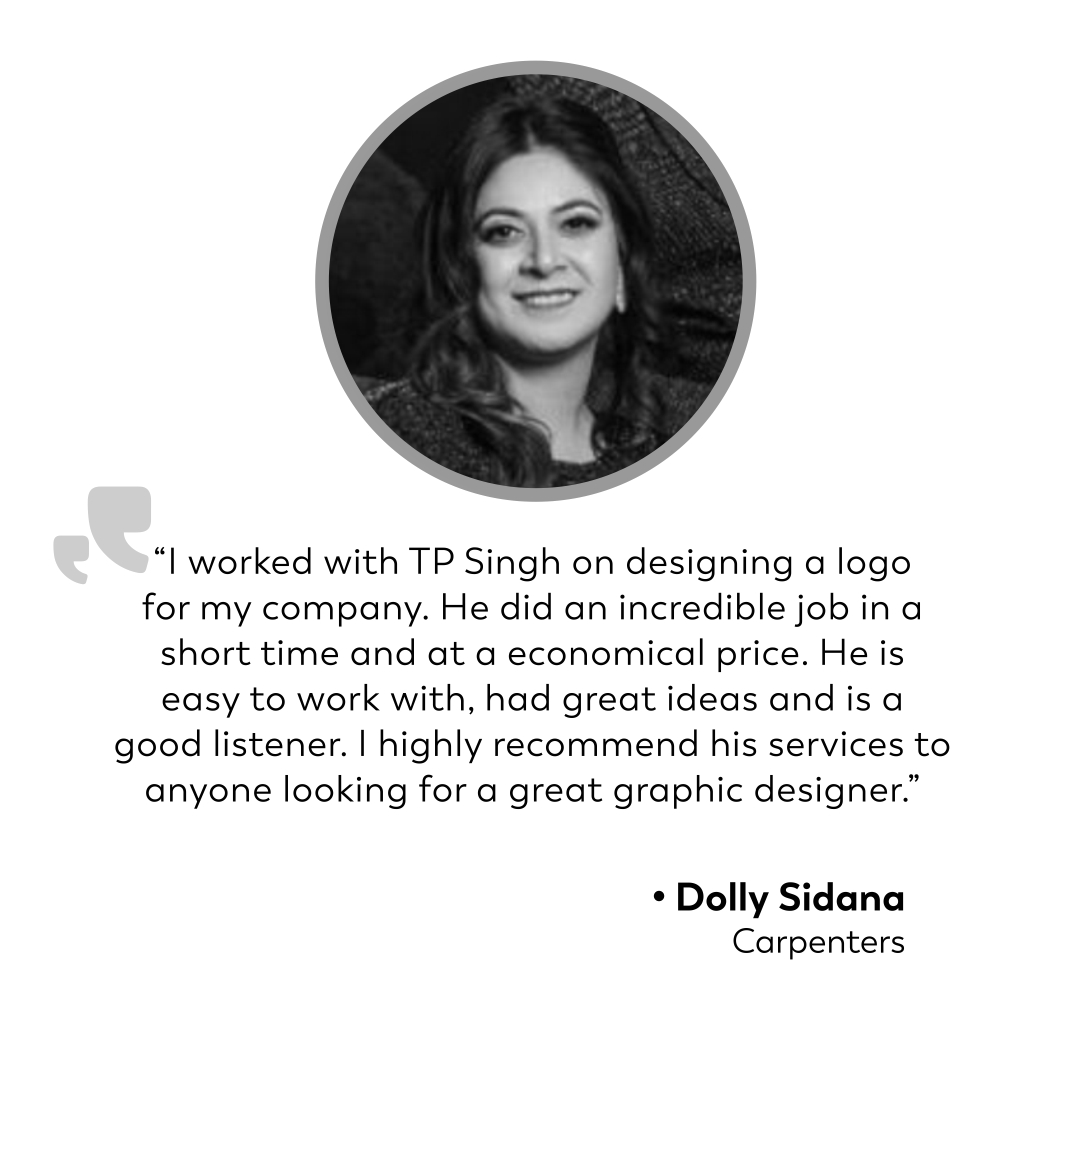 “I worked with TP Singh on designing a logo
for my company. He did an incredible job in a
short time and at a economical price. He is
easy to work with, had great ideas and is a
good listener. I highly recommend his services to
anyone looking for a great graphic designer.”
• Dolly Sidana
Carpenters